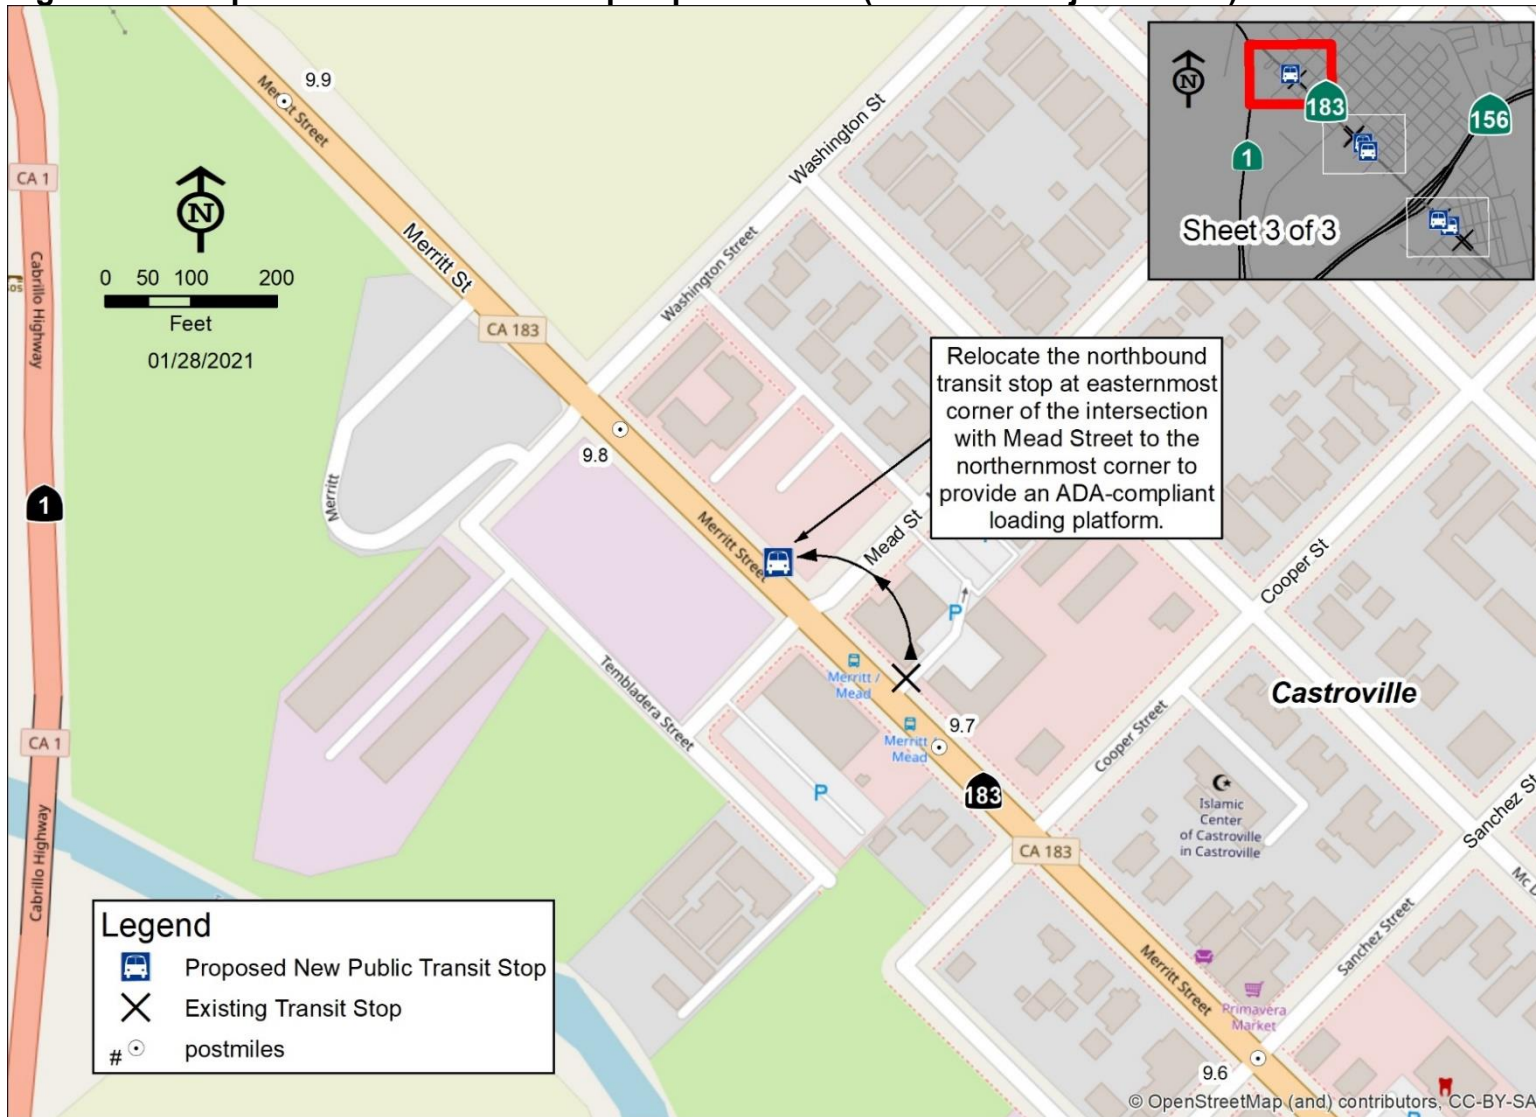 9.9
Merritt Street
Washington St
183
156
1
Sheet 3 of 3
CA 1
N
Merritt St
Washington Street
0 50 100 200
Feet
01/28/2021
Cabrillo Highway
CA 183
Relocate the northbound
transit stop at easternmost
corner of the intersection
with Mead Street to the
northernmost corner to
provide an ADA-compliant
loading platform.
9.8
Merritt
1
Merritt Street
Mead St
Cooper St
P
Merritt /
Mead
Castroville
Tembladera Street
Merritt /
Mead
9.7
Cooper Street
183
CA 1
P
Islamic
Center
of Castroville
in Castroville
Sanchez St
CA 183
Cabrillo Highway
Sanchez Street
Merritt Street
Primavera
Market
9.6
Legend
Proposed New Public Transit Stop
Existing Transit Stop
# postmiles
© OpenStreetMap (and) contributors, CC-BY-SA